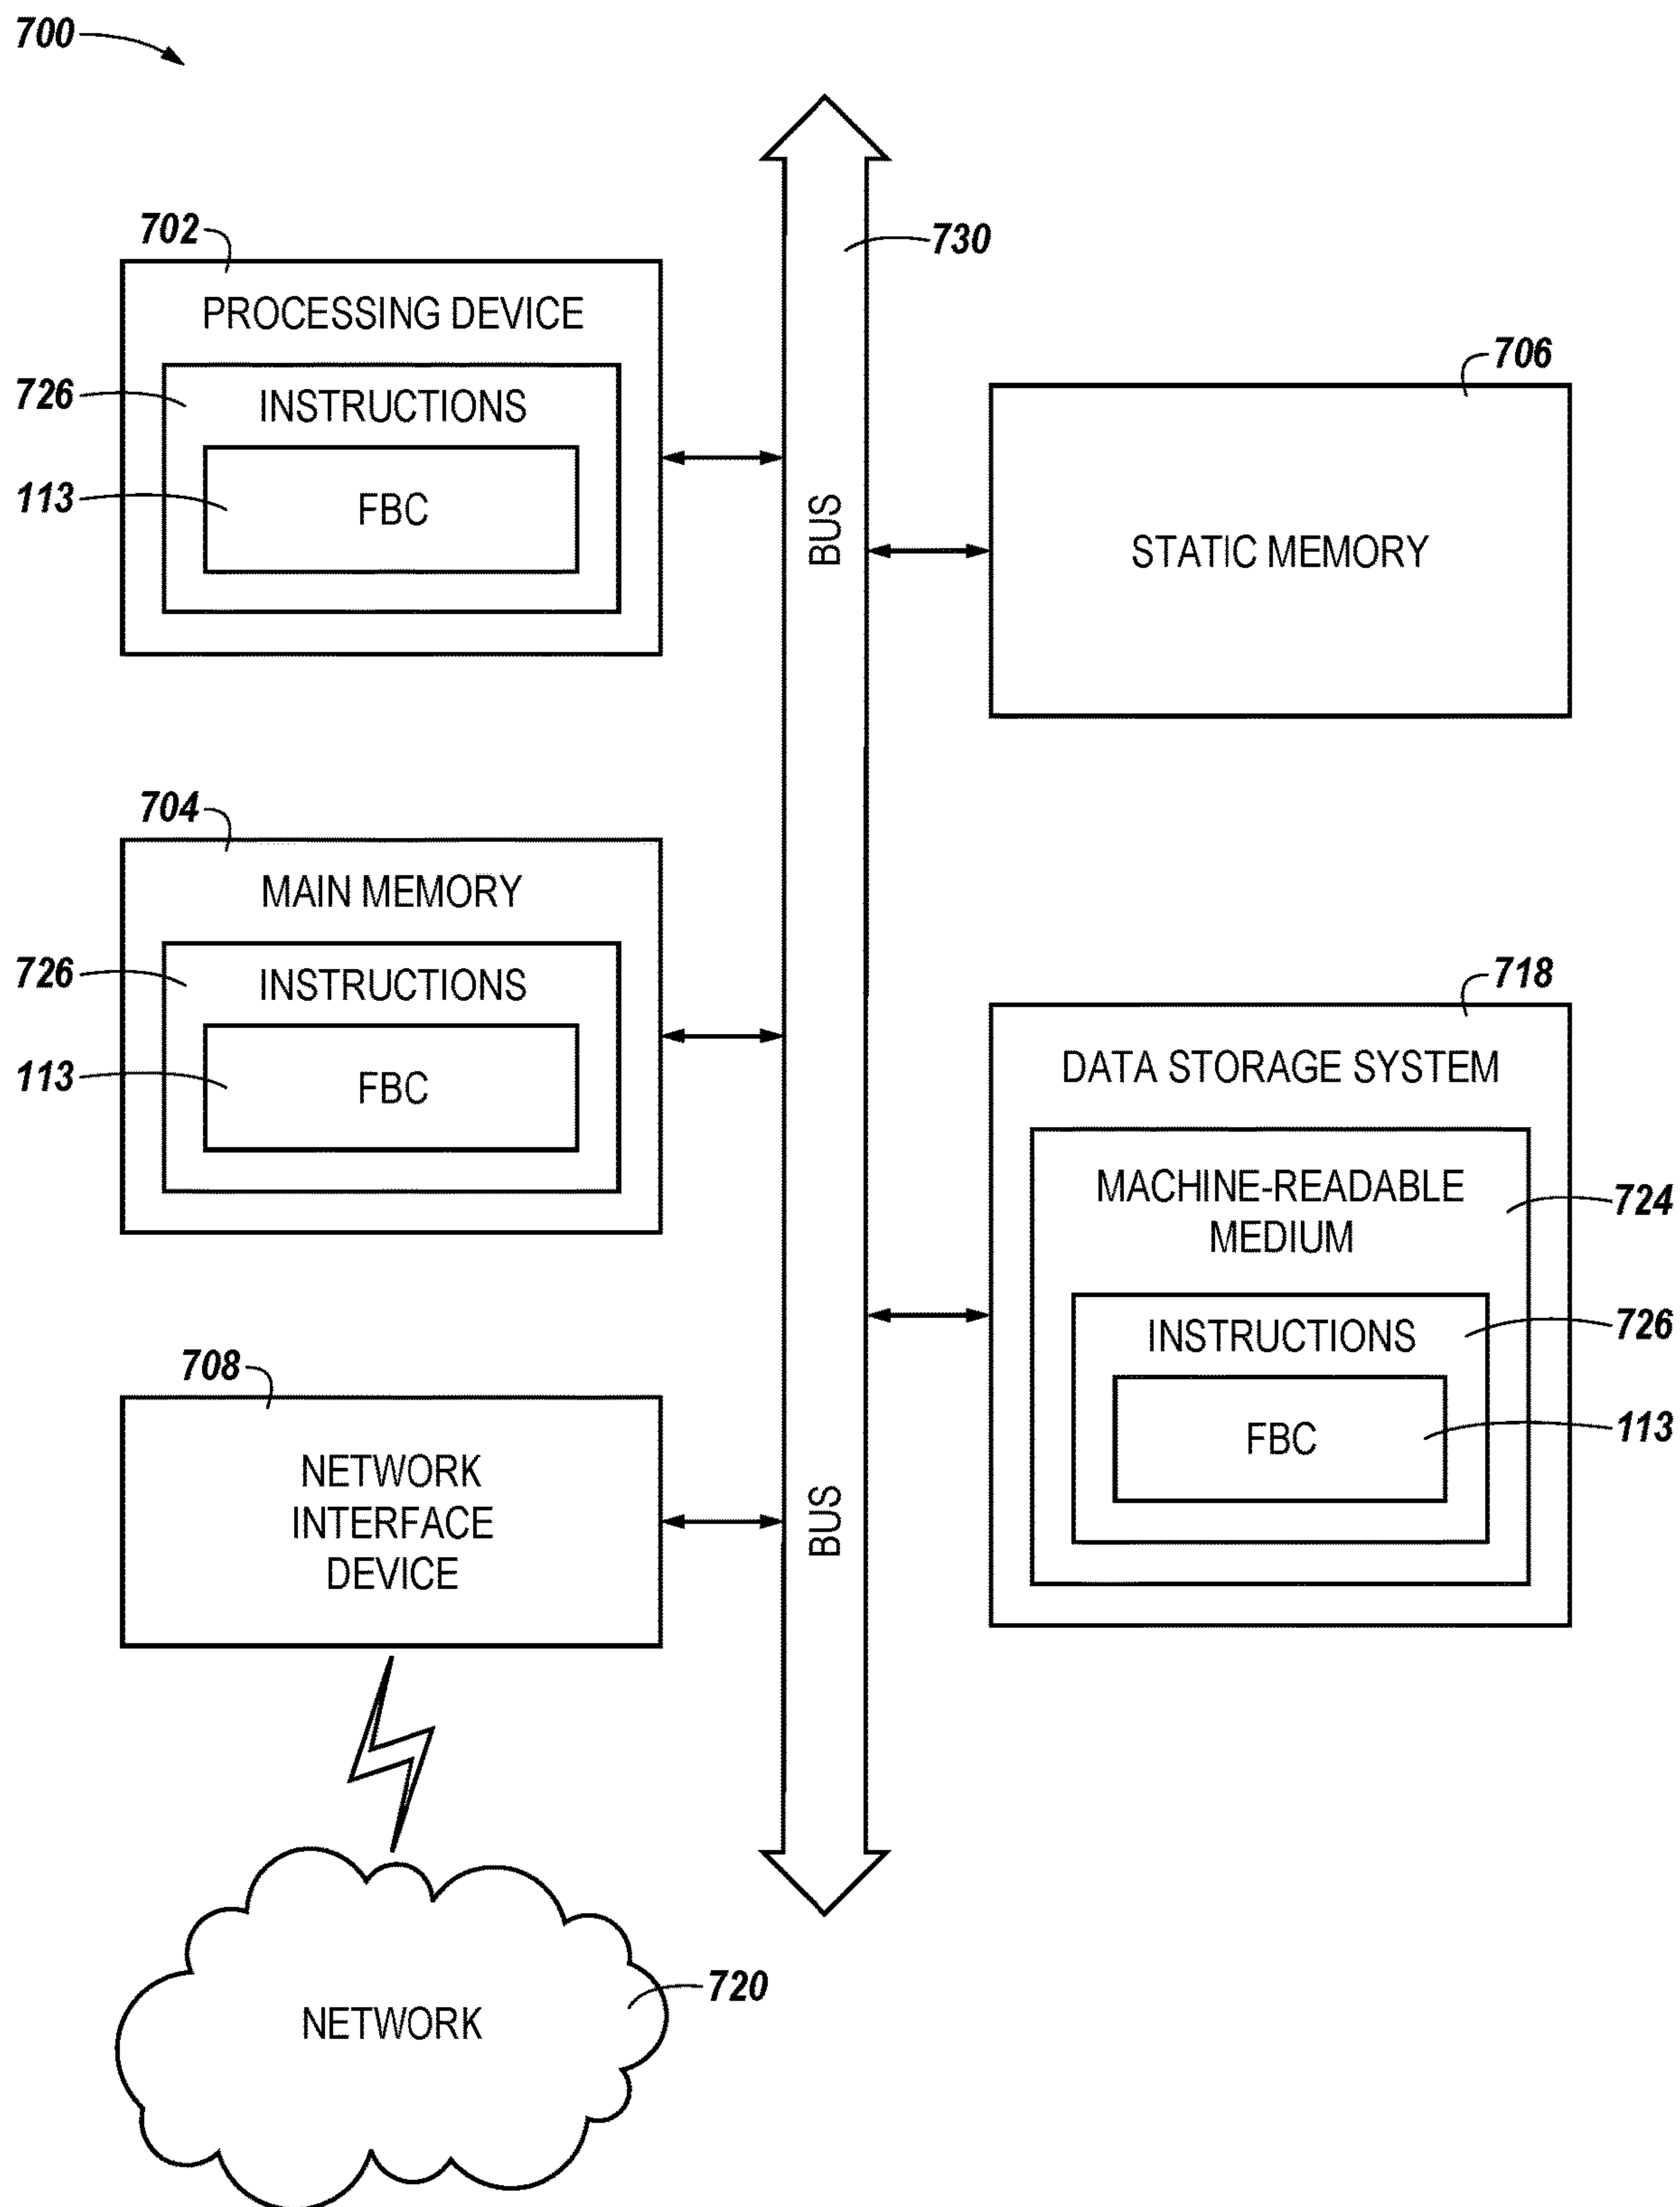 700
702
PROCESSING DEVICE
726
INSTRUCTIONS
113
FBC
704
MAIN MEMORY
726
INSTRUCTIONS
113
FBC
708
NETWORK
INTERFACE
DEVICE
NETWORK
720
BUS
BUS
730
706
STATIC MEMORY
718
DATA STORAGE SYSTEM
MACHINE-READABLE
MEDIUM
724
INSTRUCTIONS
726
FBC
113